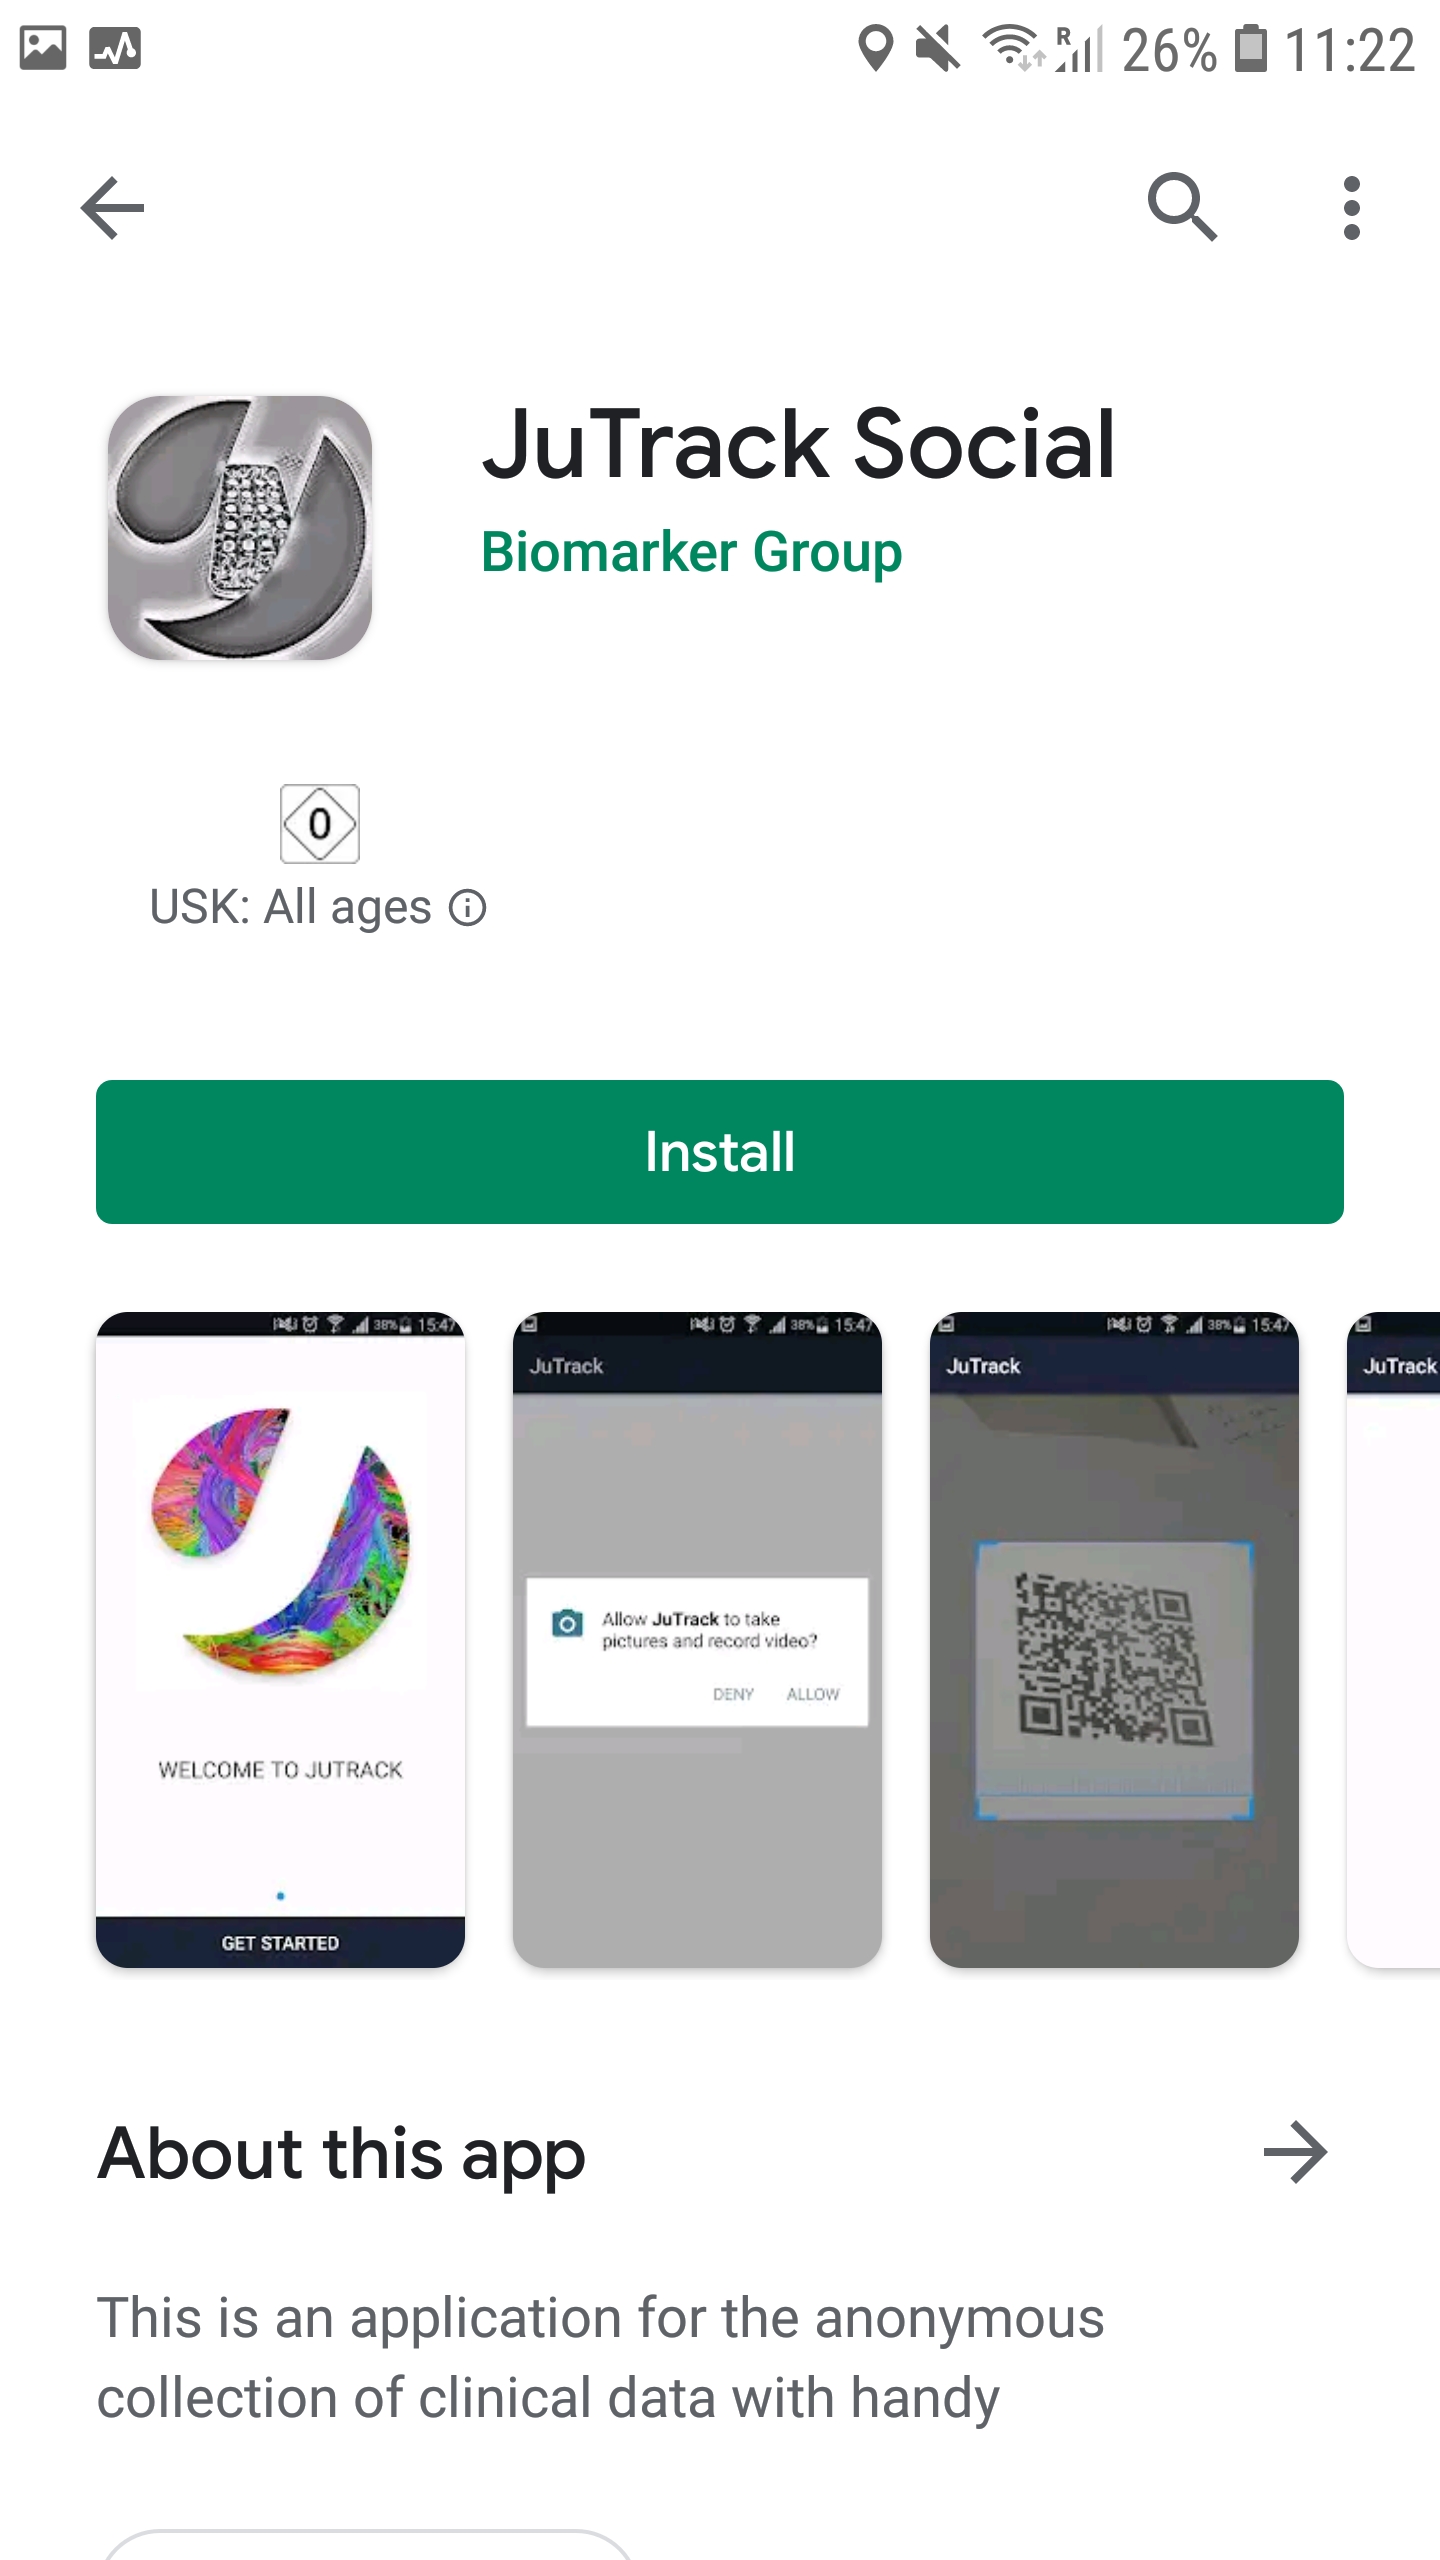 R 26% 11:22
JuTrack Social
Biomarker Group
0
USK: All ages
Install
38% 15:47
WELCOME TO JUTRACK
GET STARTED
38% 15:47
JuTrack
Allow JuTrack to take
pictures and record video?
DENY ALLOW
38% 15:47
JuTrack
JuTrack
About this app
This is an application for the anonymous
collection of clinical data with handy